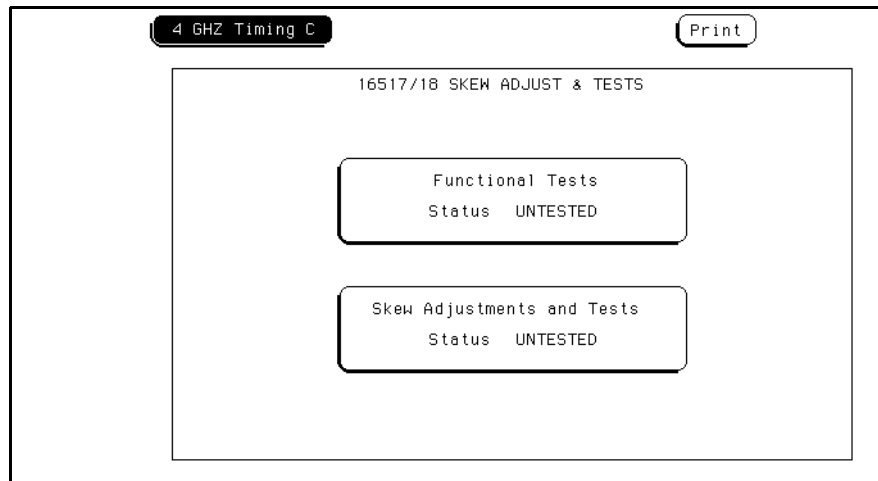 4 GHZ Timing C
Print
16517/18 SKEW ADJUST & TESTS
Functional Tests
Status UNTESTED
Skew Adjustments and Tests
Status UNTESTED